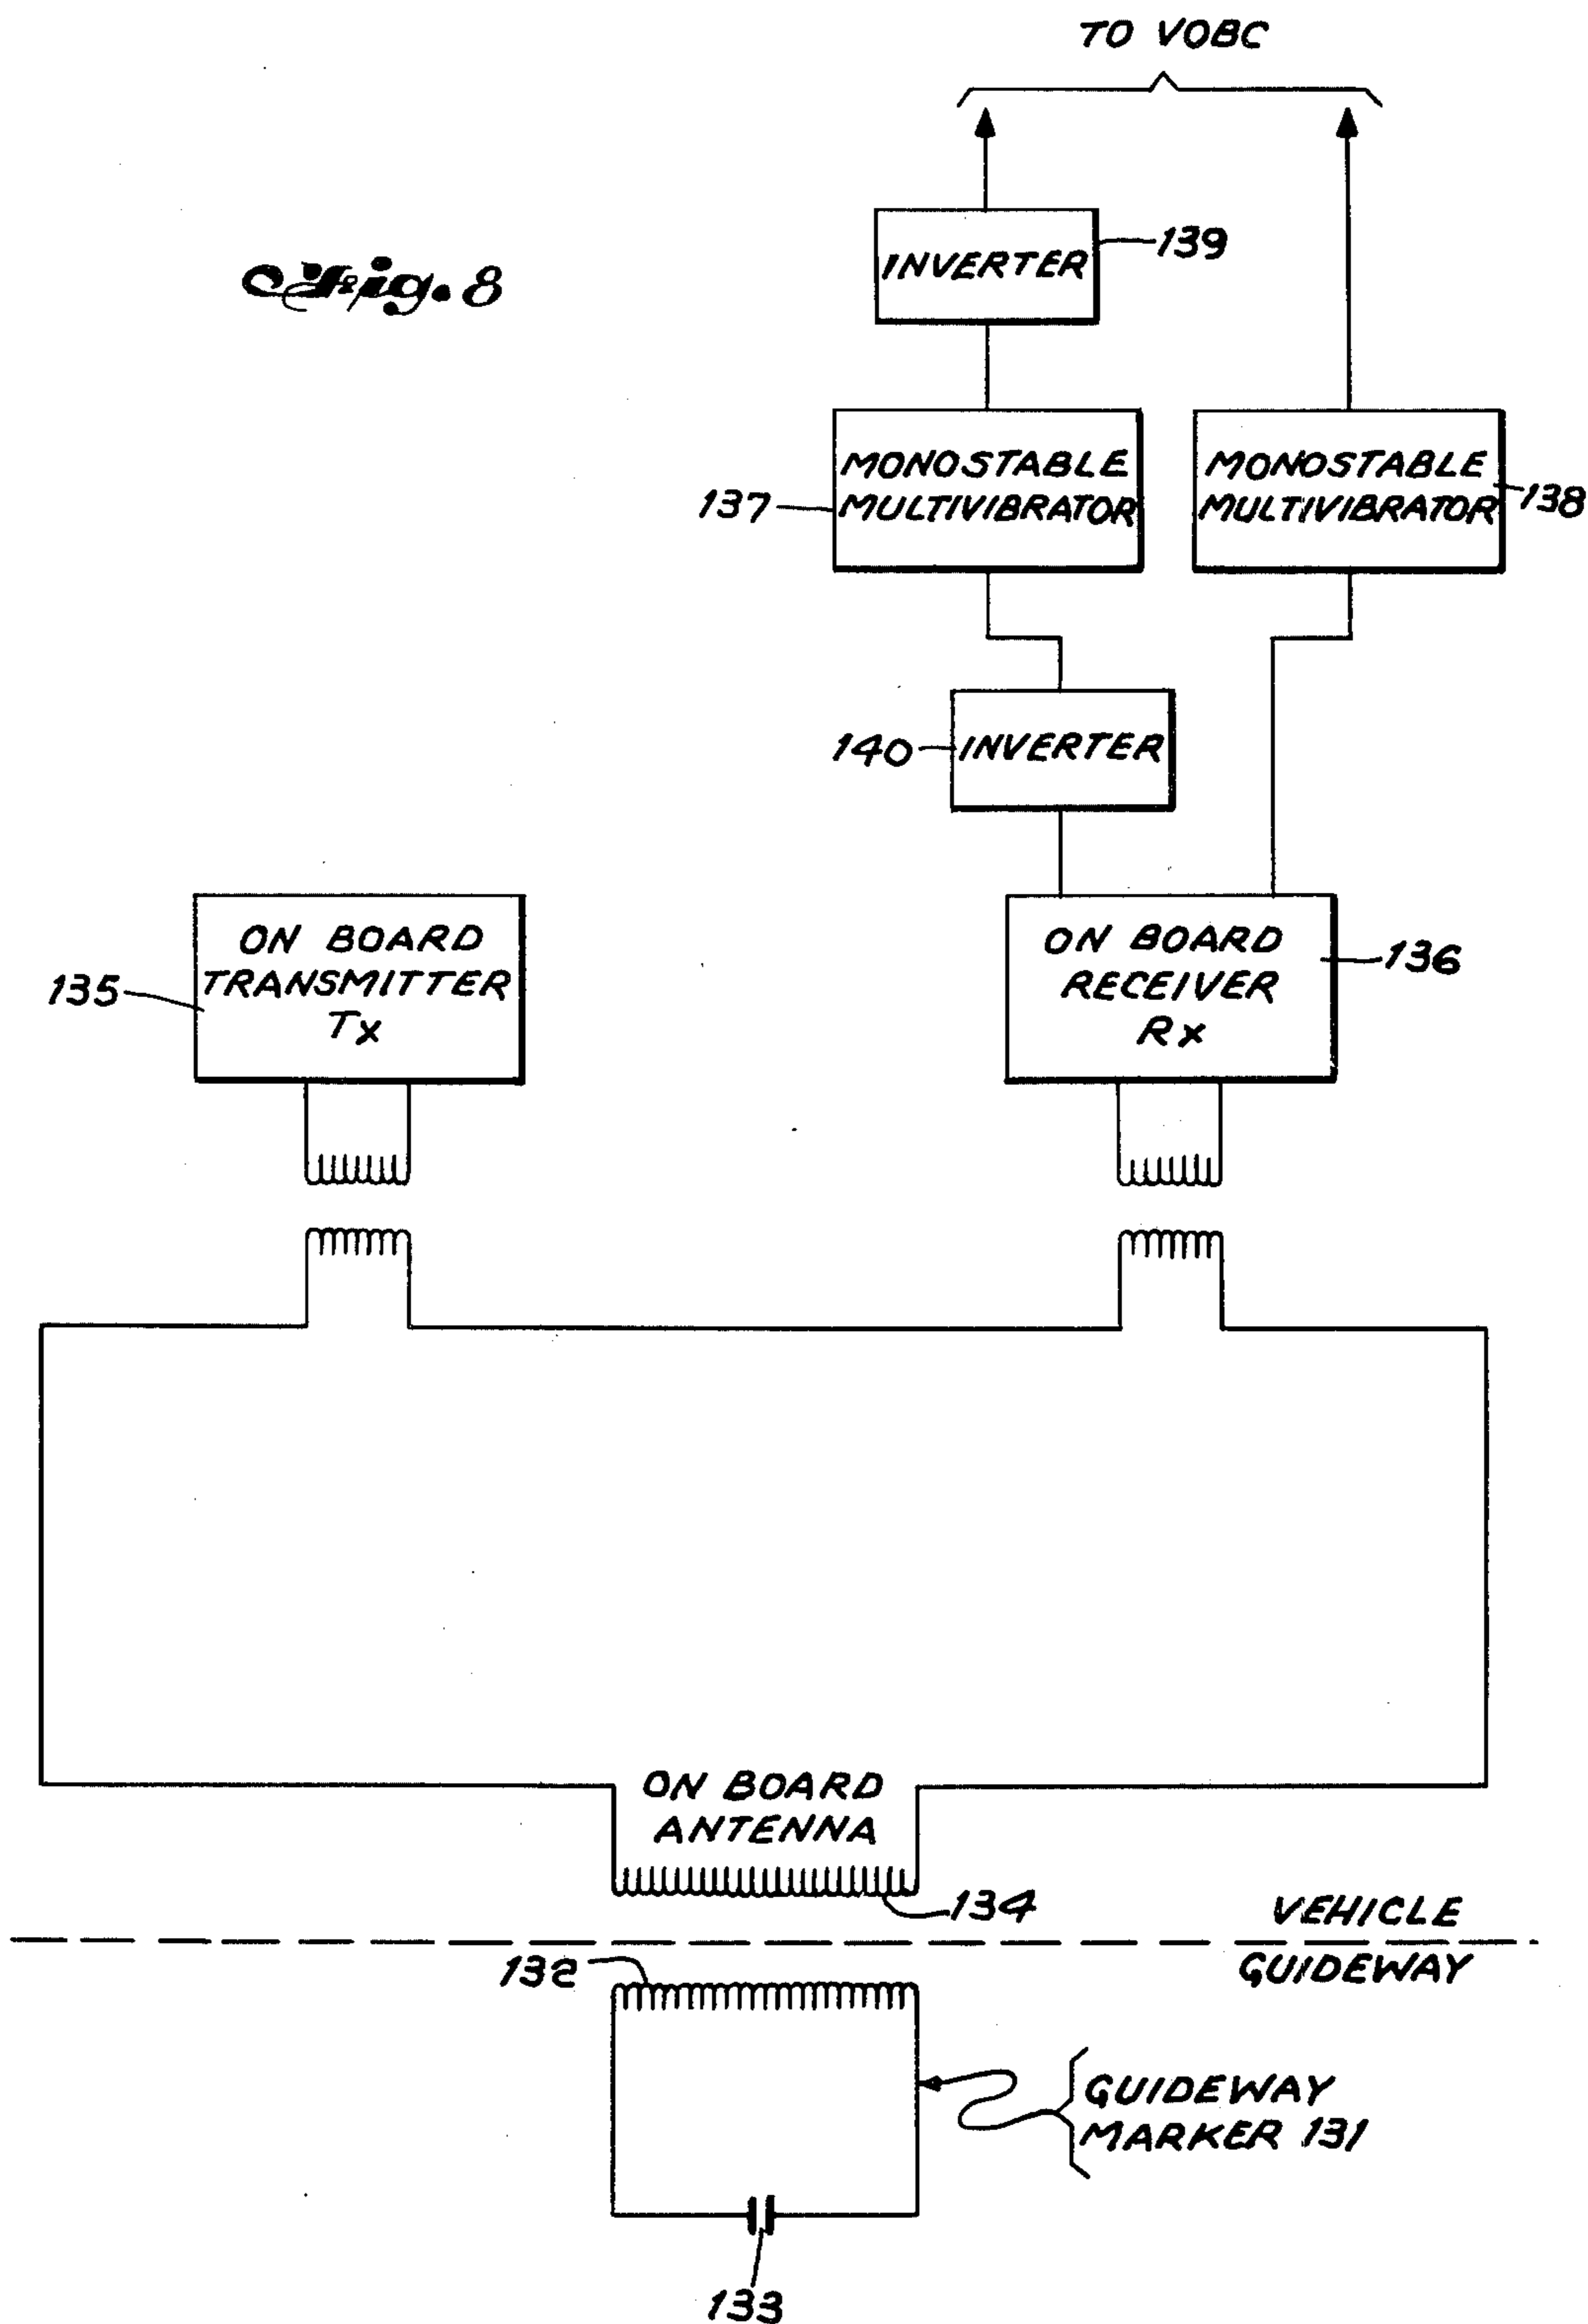 TO VOBC
Fig. 8
INVERTER
139
MONOSTABLE
MULTIVIBRATOR
137
MONOSTABLE
MULTIVIBRATOR
138
140
INVERTER
ON BOARD
TRANSMITTER
Tx
135
ON BOARD
RECEIVER
Rx
136
ON BOARD
ANTENNA
134
VEHICLE
GUIDEWAY
132
GUIDEWAY
MARKER 131
133